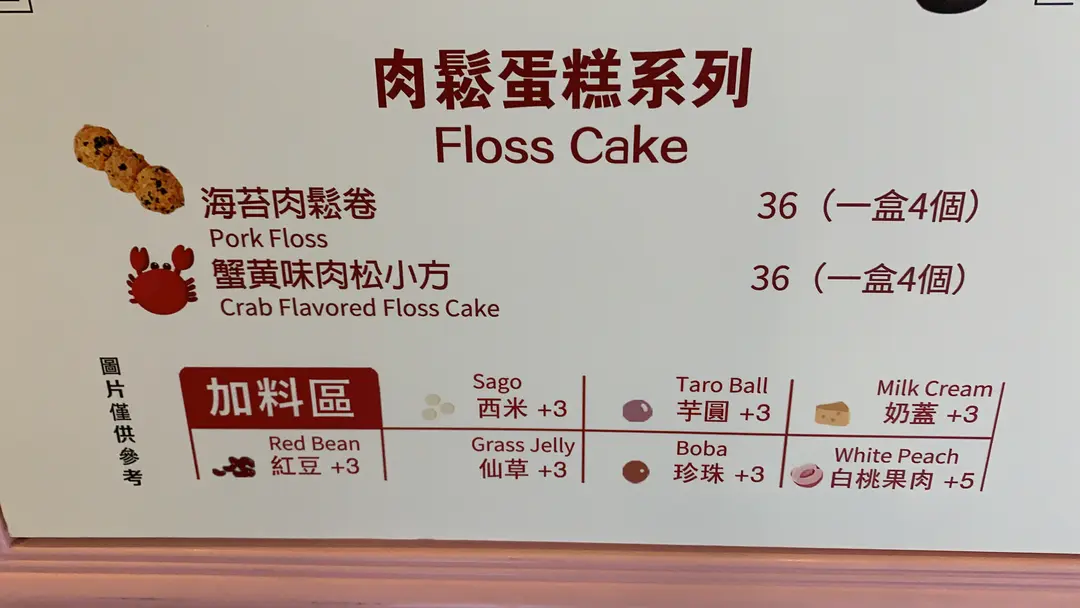 肉鬆蛋糕系列
Floss Cake
海苔肉鬆卷 36（一盒4個）
Pork Floss
蟹黄味肉松小方 36（一盒4個）
Crab Flavored Floss Cake
圖片僅供參考
加料區
Sago
西米 +3
Taro Ball
芋圓 +3
Milk Cream
奶蓋 +3
Red Bean
紅豆 +3
Grass Jelly
仙草 +3
Boba
珍珠 +3
White Peach
白桃果肉 +5